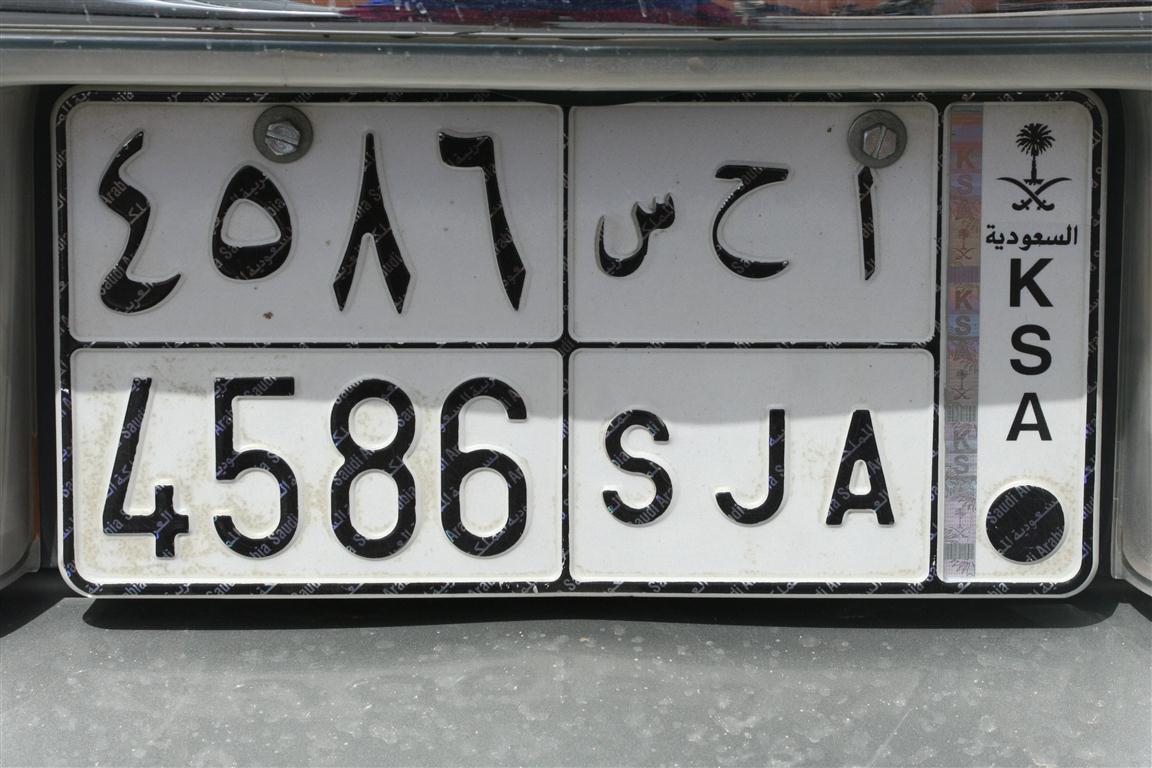 ٤٥٨٦ أ ح س
4586 SJA
السعودية
K
S
A